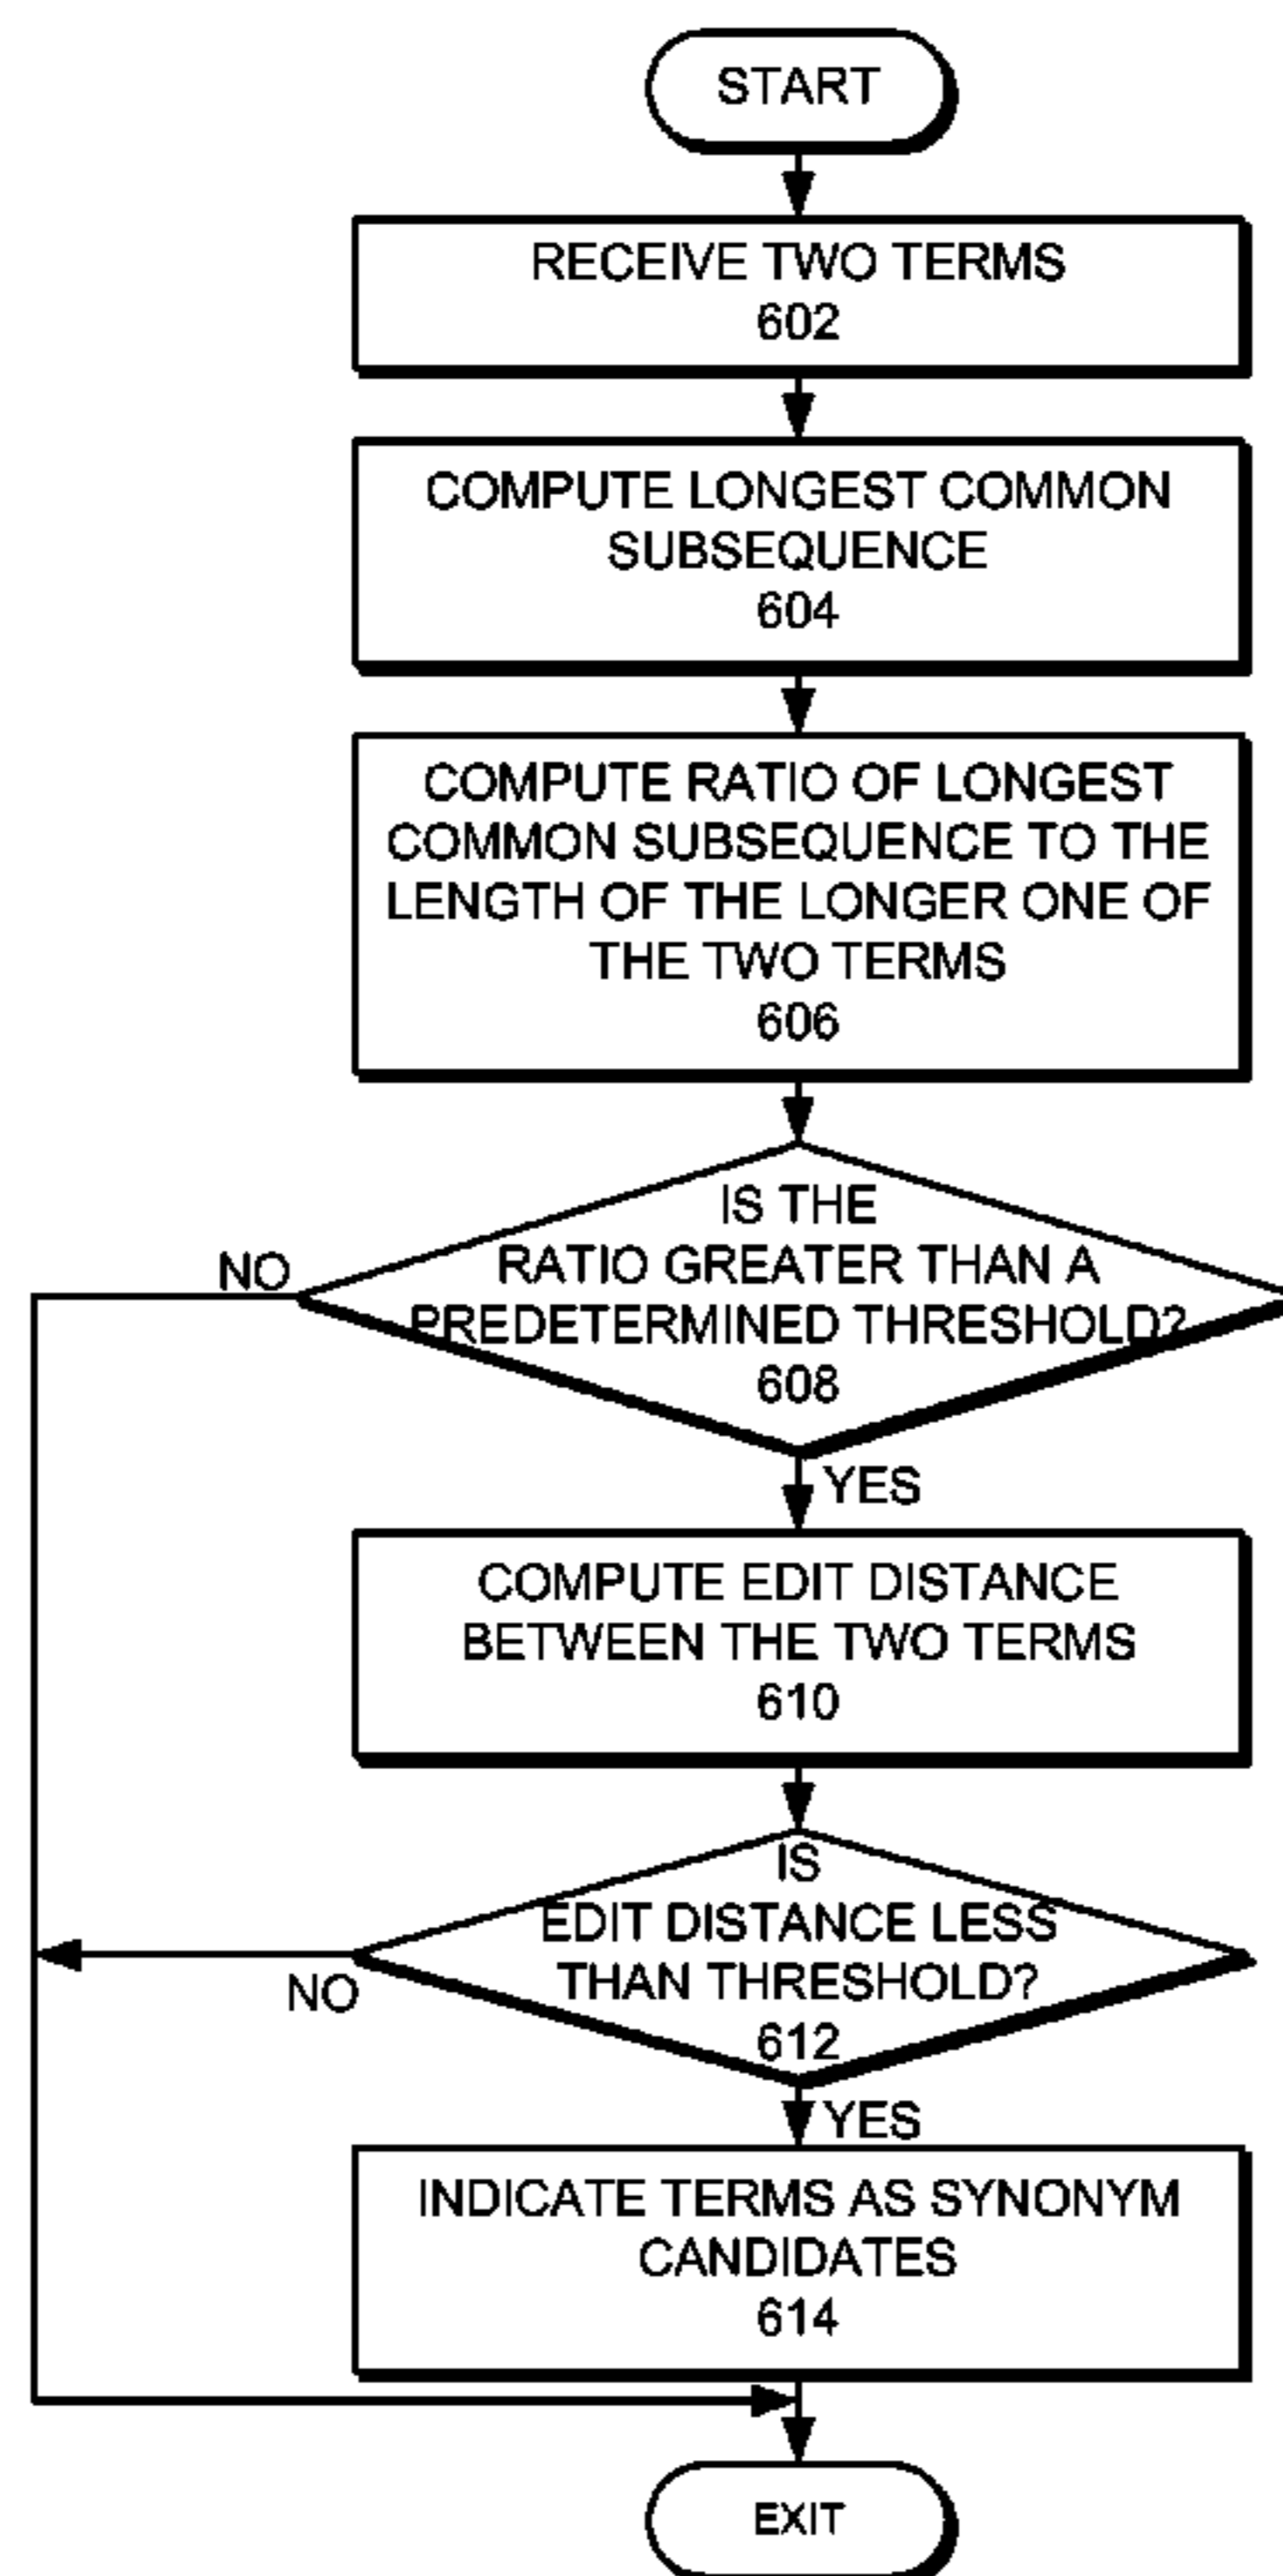 START
RECEIVE TWO TERMS
602
COMPUTE LONGEST COMMON
SUBSEQUENCE
604
COMPUTE RATIO OF LONGEST
COMMON SUBSEQUENCE TO THE
LENGTH OF THE LONGER ONE OF
THE TWO TERMS
606
IS THE
RATIO GREATER THAN A
PREDETERMINED THRESHOLD?
608
NO
YES
COMPUTE EDIT DISTANCE
BETWEEN THE TWO TERMS
610
IS
EDIT DISTANCE LESS
THAN THRESHOLD?
612
NO
YES
INDICATE TERMS AS SYNONYM
CANDIDATES
614
EXIT